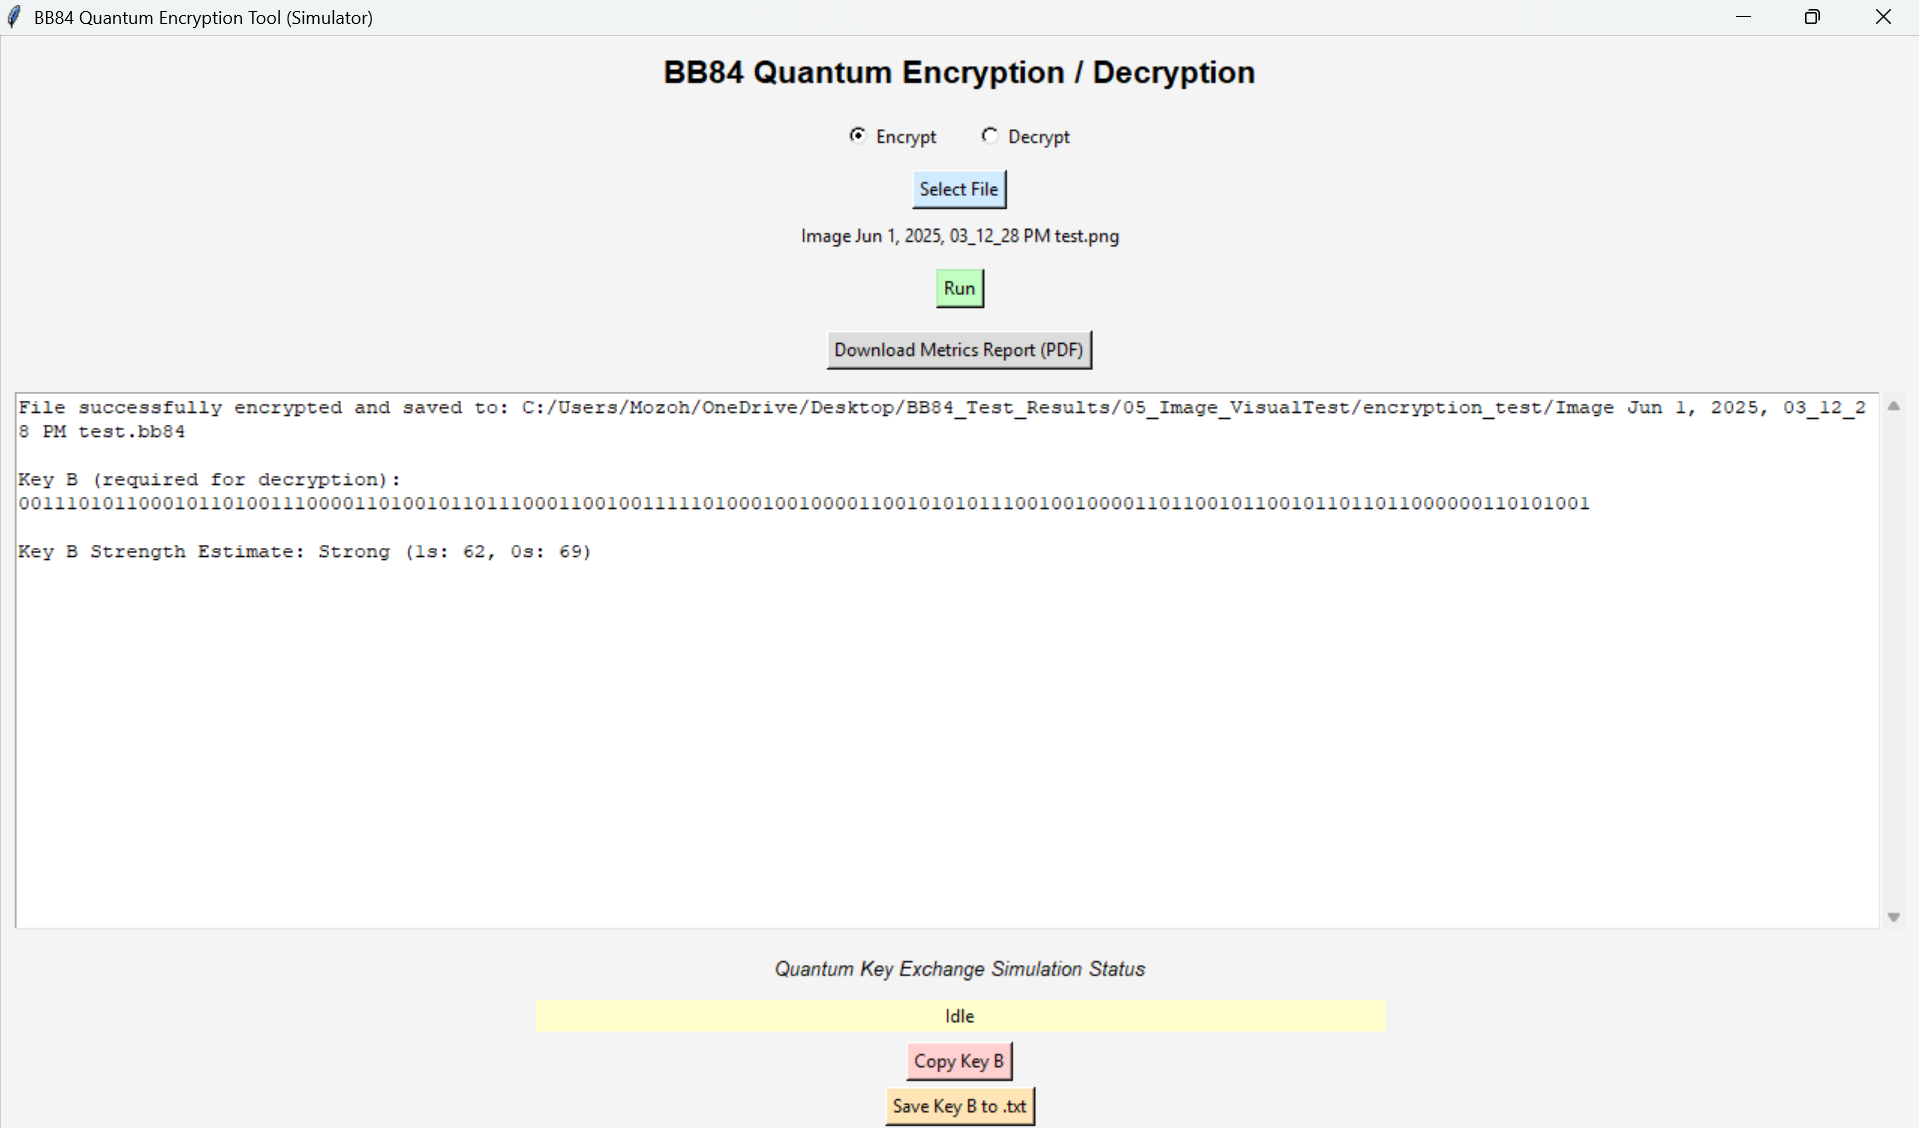 BB84 Quantum Encryption Tool (Simulator)
BB84 Quantum Encryption / Decryption
Encrypt Decrypt
Select File
Image Jun 1, 2025, 03_12_28 PM test.png
Run
Download Metrics Report (PDF)
File successfully encrypted and saved to: C:/Users/Mozoh/OneDrive/Desktop/BB84_Test_Results/05_Image_VisualTest/encryption_test/Image Jun 1, 2025, 03_12_2
8 PM test.bb84
Key B (required for decryption):
00111010110001011010011100001101001011011100011001001111101000100100001100101010111001001000011011001011001011011011000000110101001
Key B Strength Estimate: Strong (1s: 62, 0s: 69)
Quantum Key Exchange Simulation Status
Idle
Copy Key B
Save Key B to .txt